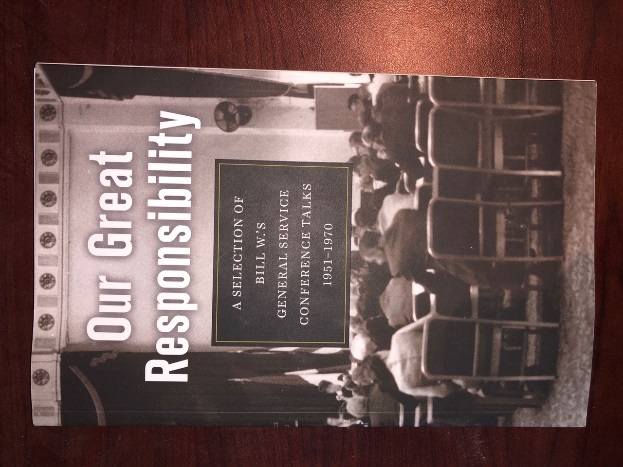 Our Great
Responsibility
A SELECTION OF
BILL W.'S
GENERAL SERVICE
CONFERENCE TALKS
1951–1970